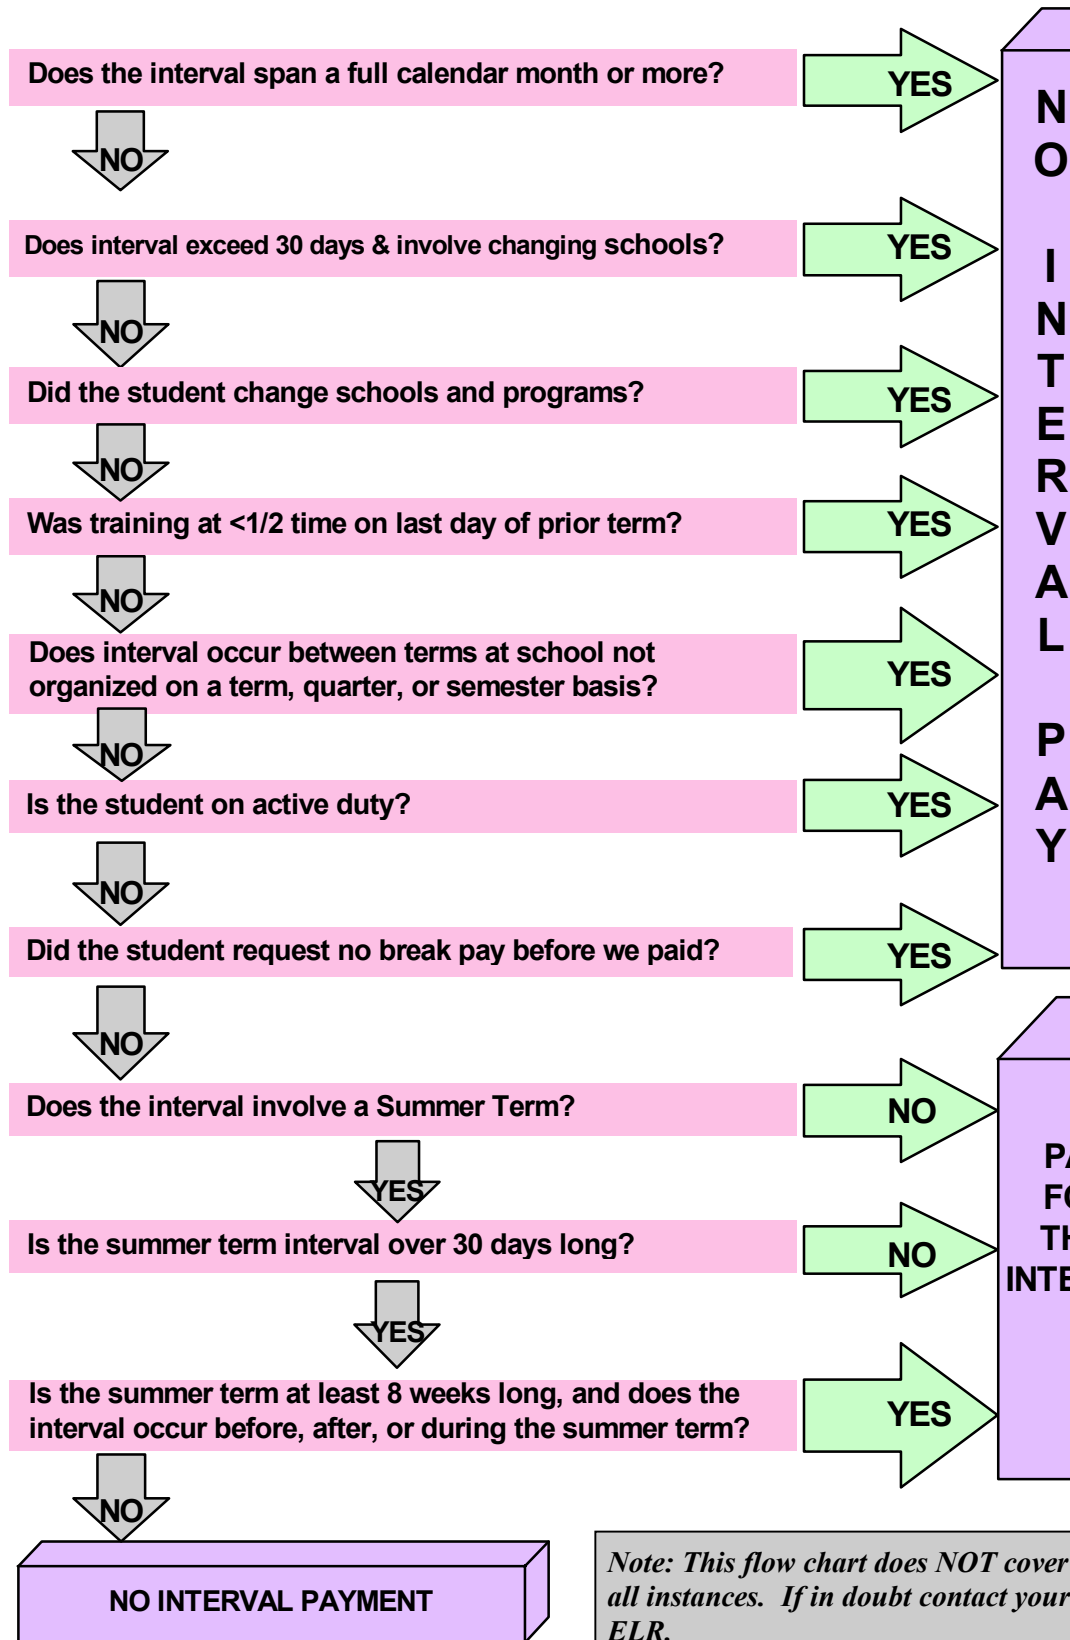 Does the interval span a full calendar month or more?
YES
NO
Does interval exceed 30 days & involve changing schools?
YES
NO
Did the student change schools and programs?
YES
NO
Was training at <1/2 time on last day of prior term?
YES
NO
Does interval occur between terms at school not
organized on a term, quarter, or semester basis?
YES
NO
Is the student on active duty?
YES
NO
Did the student request no break pay before we paid?
YES
NO
N
O
I
N
T
E
R
V
A
L
P
A
Y
Does the interval involve a Summer Term?
NO
YES
Is the summer term interval over 30 days long?
NO
YES
Is the summer term at least 8 weeks long, and does the
interval occur before, after, or during the summer term?
YES
NO
NO INTERVAL PAYMENT
Note: This flow chart does NOT cover
all instances.  If in doubt contact your
ELR.